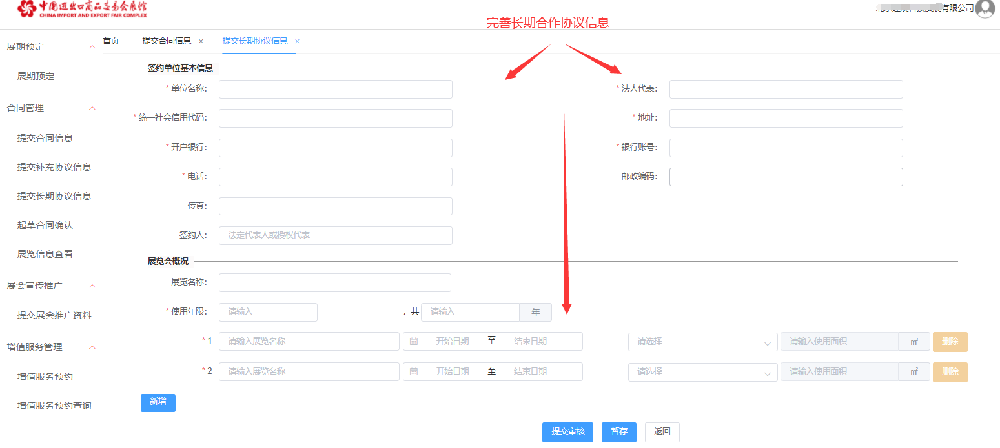 中国进出口商品交易会展馆
CHINA IMPORT AND EXPORT FAIR COMPLEX
有限公司
完善长期合作协议信息
首页 提交合同信息 × 提交长期协议信息 ×
展期预定
展期预定
合同管理
提交合同信息
提交补充协议信息
提交长期协议信息
起草合同确认
展览信息查看
展会宣传推广
提交展会推广资料
增值服务管理
增值服务预约
增值服务预约查询
签约单位基本信息
* 单位名称: * 法人代表:
* 统一社会信用代码: * 地址:
* 开户银行: * 银行账号:
* 电话: 邮政编码:
传真:
签约人: 法定代表人或授权代表
展览会概况
展览名称:
* 使用年限: 请输入 ，共 请输入 年
* 1 请输入展览名称 开始日期 至 结束日期 请选择 请输入使用面积 ㎡ 删除
* 2 请输入展览名称 开始日期 至 结束日期 请选择 请输入使用面积 ㎡ 删除
新增
提交审核 暂存 返回